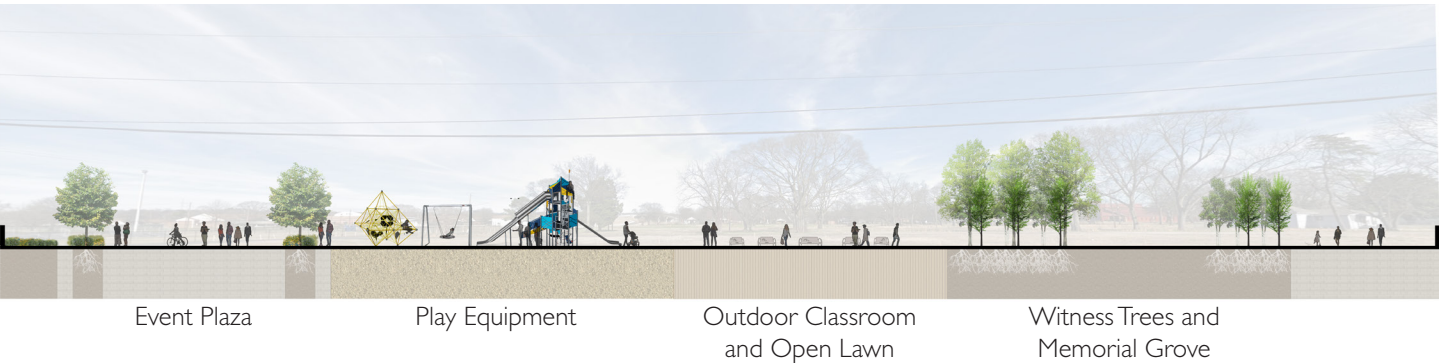 Event Plaza
Play Equipment
Outdoor Classroom
and Open Lawn
Witness Trees and
Memorial Grove